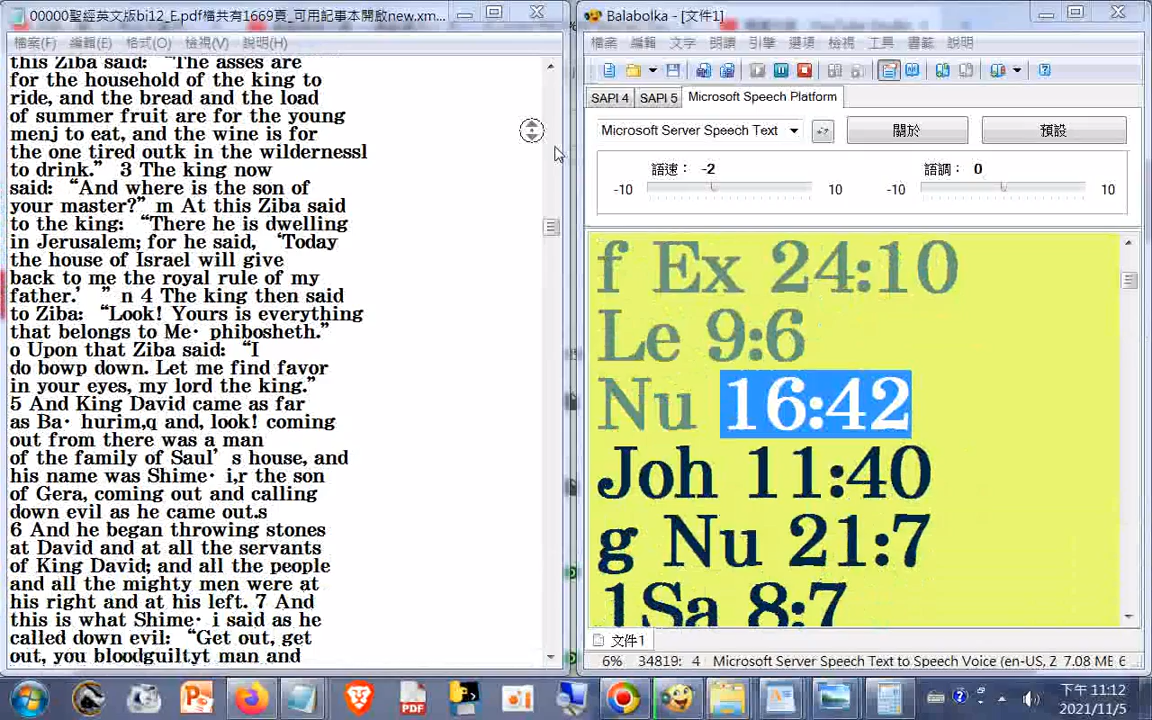 00000聖經英文版bi12_E.pdf檔共有1669頁_可用記事本開啟new.xm...
檔案(F) 編輯(E) 格式(O) 檢視(V) 說明(H)
this Ziba said: “The asses are
for the household of the king to
ride, and the bread and the load
of summer fruit are for the young
menj to eat, and the wine is for
the one tired outk in the wildernessl
to drink.” 3 The king now
said: “And where is the son of
your master?” m At this Ziba said
to the king: “There he is dwelling
in Jerusalem; for he said, ‘Today
the house of Israel will give
back to me the royal rule of my
father.’ ” n 4 The king then said
to Ziba: “Look! Yours is everything
that belongs to Me· phibosheth.”
o Upon that Ziba said: “I
do bowp down. Let me find favor
in your eyes, my lord the king.”
5 And King David came as far
as Ba· hurim,q and, look! coming
out from there was a man
of the family of Saul’s house, and
his name was Shime· i,r the son
of Gera, coming out and calling
down evil as he came out.s
6 And he began throwing stones
at David and at all the servants
of King David; and all the people
and all the mighty men were at
his right and at his left. 7 And
this is what Shime· i said as he
called down evil: “Get out, get
out, you bloodguiltyt man and
Balabolka - [文件1]
檔案 編輯 文字 朗讀 引擎 選項 檢視 工具 書籤 說明
SAPI 4 SAPI 5 Microsoft Speech Platform
Microsoft Server Speech Text 關於 預設
語速： -2 語調： 0
-10 10 -10 10
f Ex 24:10
Le 9:6
Nu 16:42
Joh 11:40
g Nu 21:7
1Sa 8:7
文件1
6% 34819: 4 Microsoft Server Speech Text to Speech Voice (en-US, 2 7.08 MB 6
PDF
下午 11:12
2021/11/5